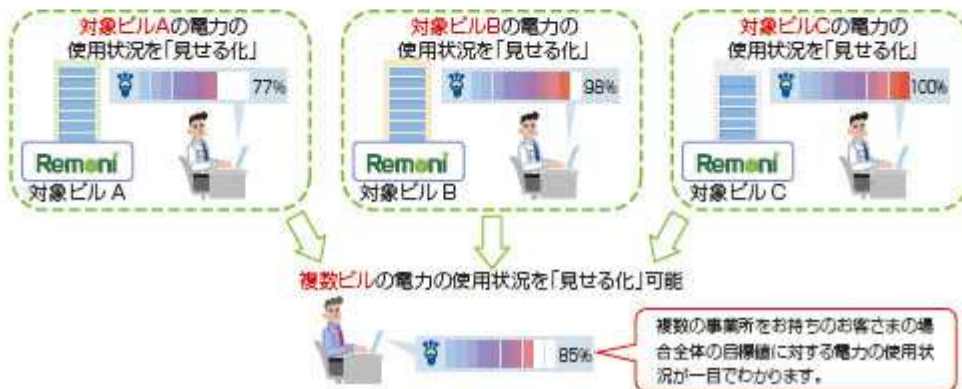 対象ビルAの電力の
使用状況を「見せる化」
77%
Remoni
対象ビル A
対象ビルBの電力の
使用状況を「見せる化」
98%
Remoni
対象ビル B
対象ビルCの電力の
使用状況を「見せる化」
100%
Remoni
対象ビル C
複数ビルの電力の使用状況を「見せる化」可能
85%
複数の事業所をお持ちのお客さまの場
合全体の目標値に対する電力の使用状
況が一目でわかります。